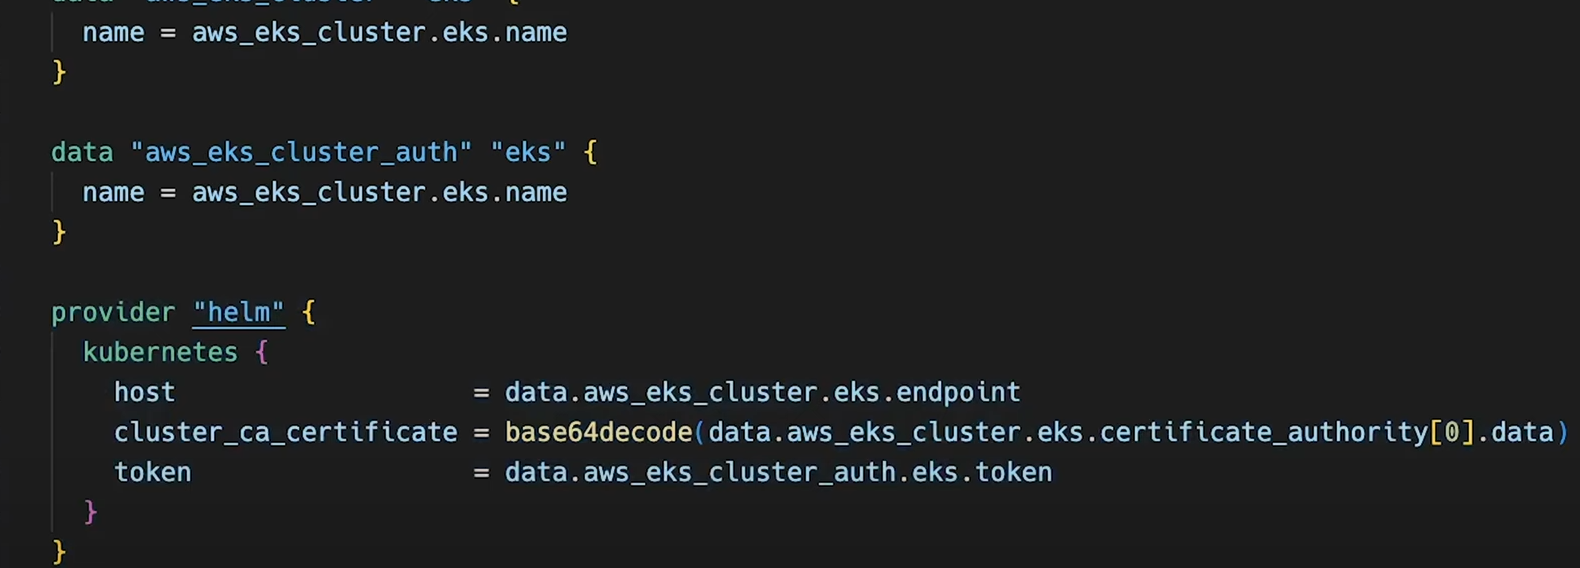 name = aws_eks_cluster.eks.name
}
data "aws_eks_cluster_auth" "eks" {
name = aws_eks_cluster.eks.name
}
provider "helm" {
kubernetes {
host = data.aws_eks_cluster.eks.endpoint
cluster_ca_certificate = base64decode(data.aws_eks_cluster.eks.certificate_authority[0].data)
token = data.aws_eks_cluster_auth.eks.token
}
}